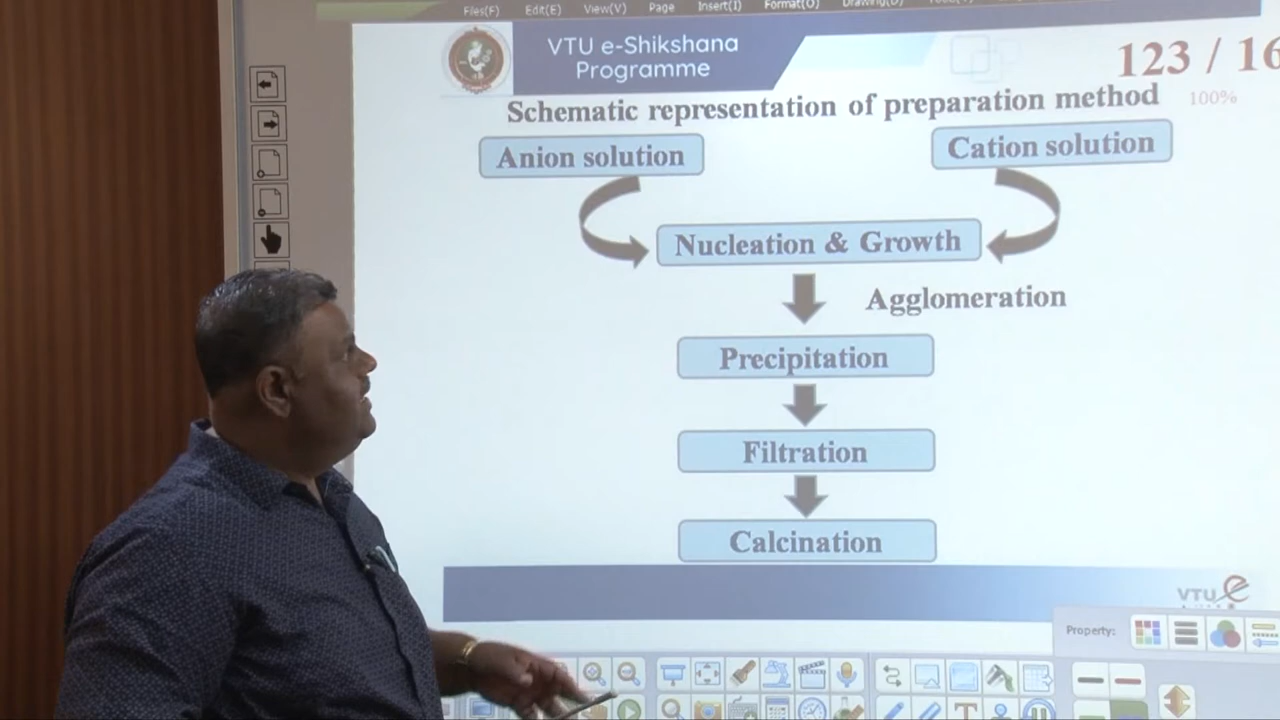 Files(F) Edit(E) View(V) Page Insert(I) Format(O) Drawing(D)
VTU e-Shikshana
Programme
123 / 16
100%
Schematic representation of preparation method
Anion solution
Cation solution
Nucleation & Growth
Agglomeration
Precipitation
Filtration
Calcination
VTU e
Property: